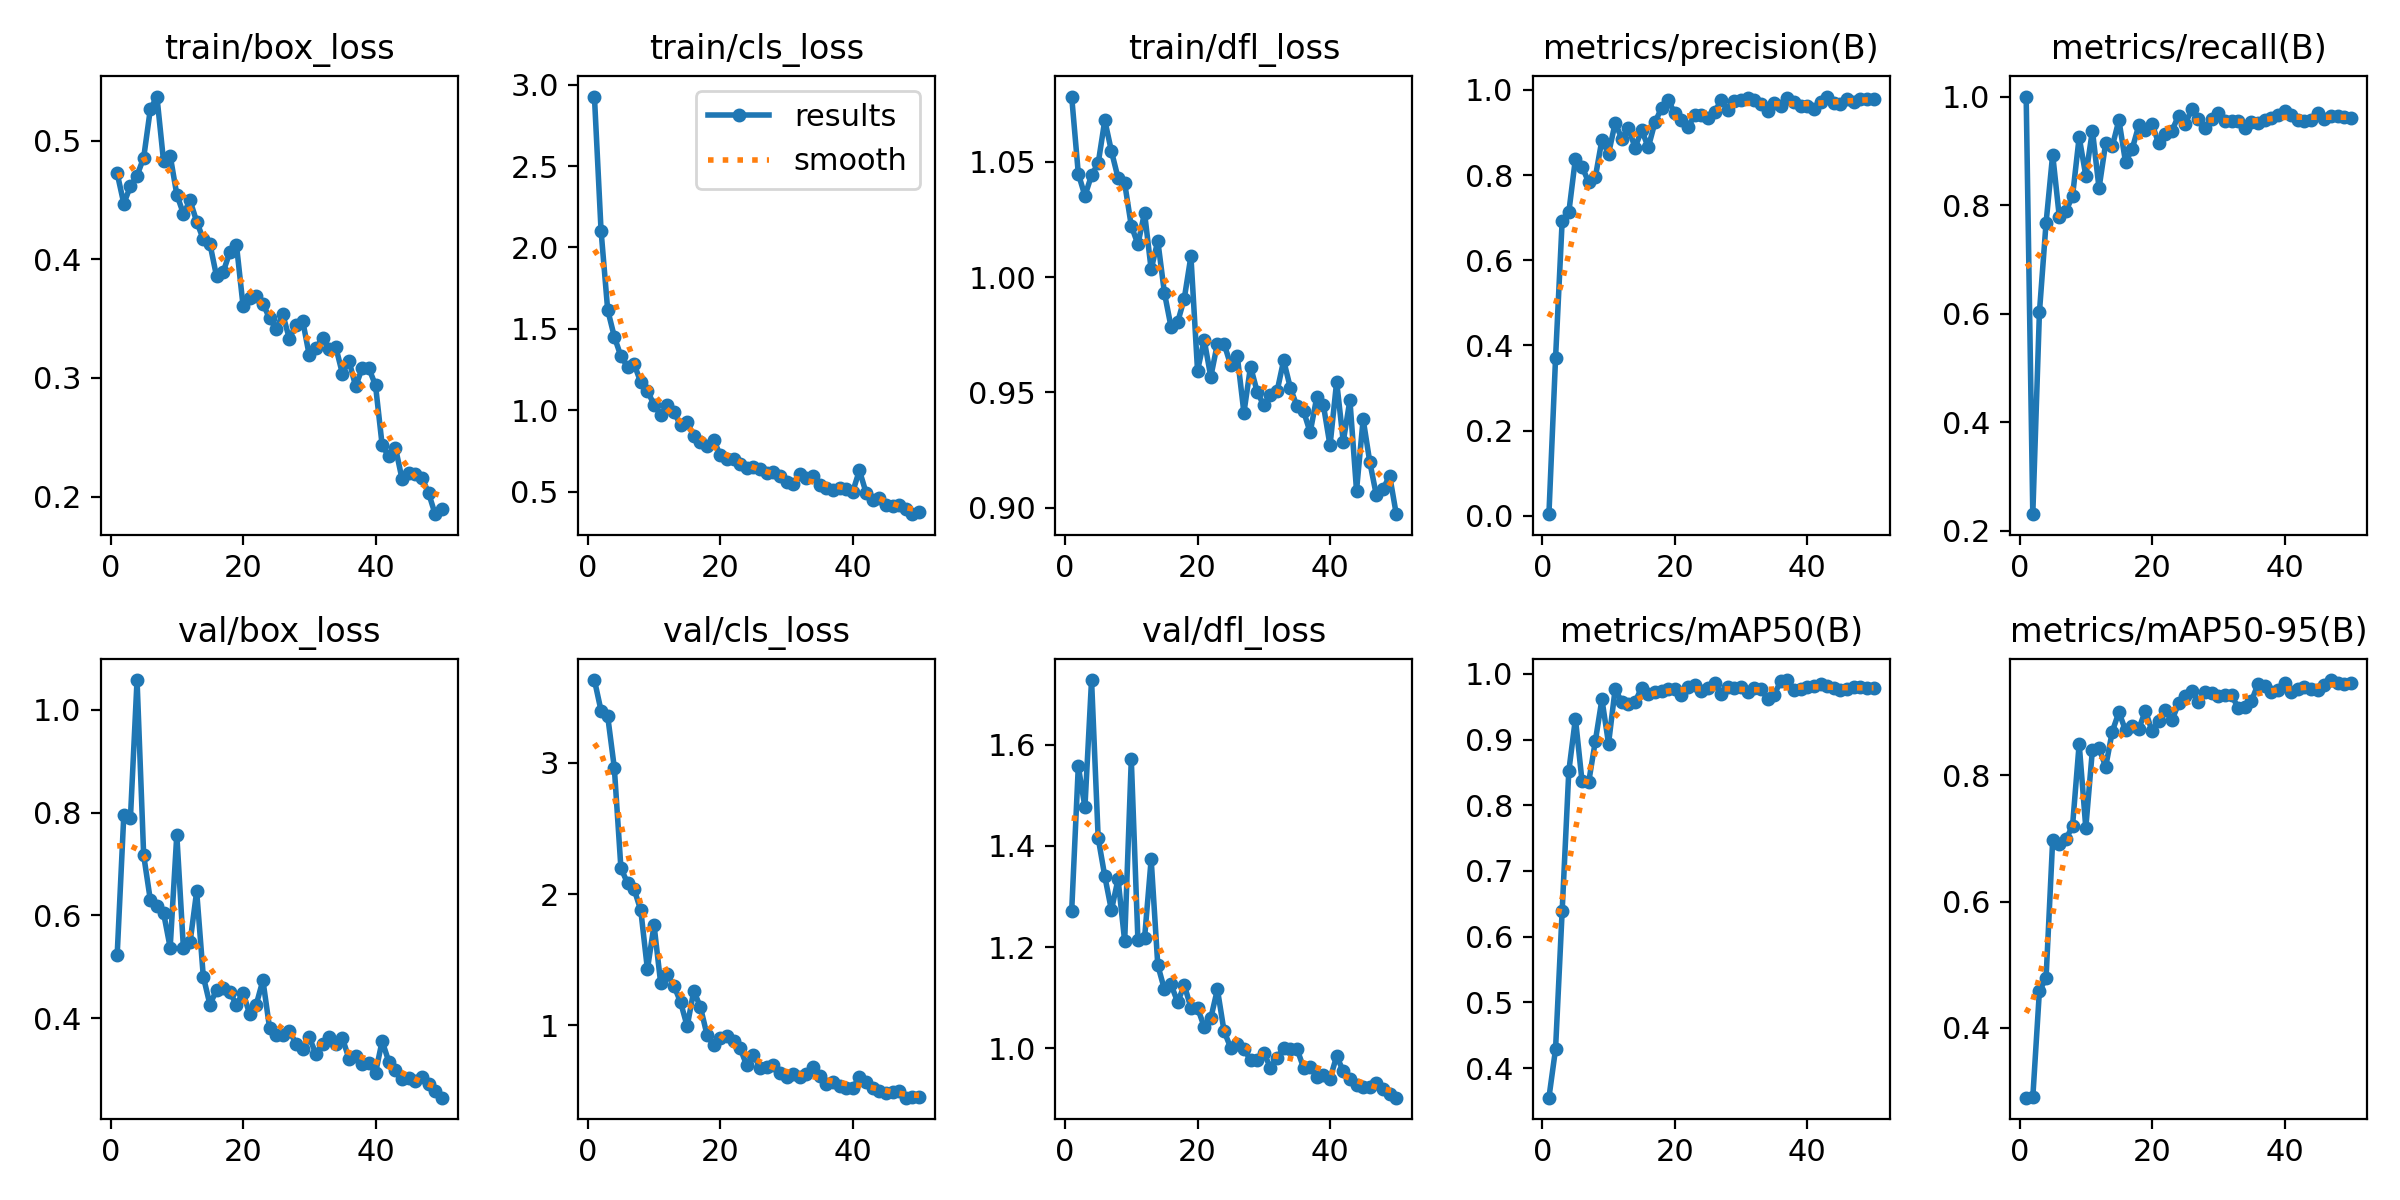 train/box_loss
0.5
0.4
0.3
0.2
0 20 40
train/cls_loss
results
smooth
3.0
2.5
2.0
1.5
1.0
0.5
0 20 40
train/dfl_loss
1.05
1.00
0.95
0.90
0 20 40
metrics/precision(B)
1.0
0.8
0.6
0.4
0.2
0.0
0 20 40
metrics/recall(B)
1.0
0.8
0.6
0.4
0.2
0 20 40
val/box_loss
1.0
0.8
0.6
0.4
0 20 40
val/cls_loss
3
2
1
0 20 40
val/dfl_loss
1.6
1.4
1.2
1.0
0 20 40
metrics/mAP50(B)
1.0
0.9
0.8
0.7
0.6
0.5
0.4
0 20 40
metrics/mAP50-95(B)
0.8
0.6
0.4
0 20 40